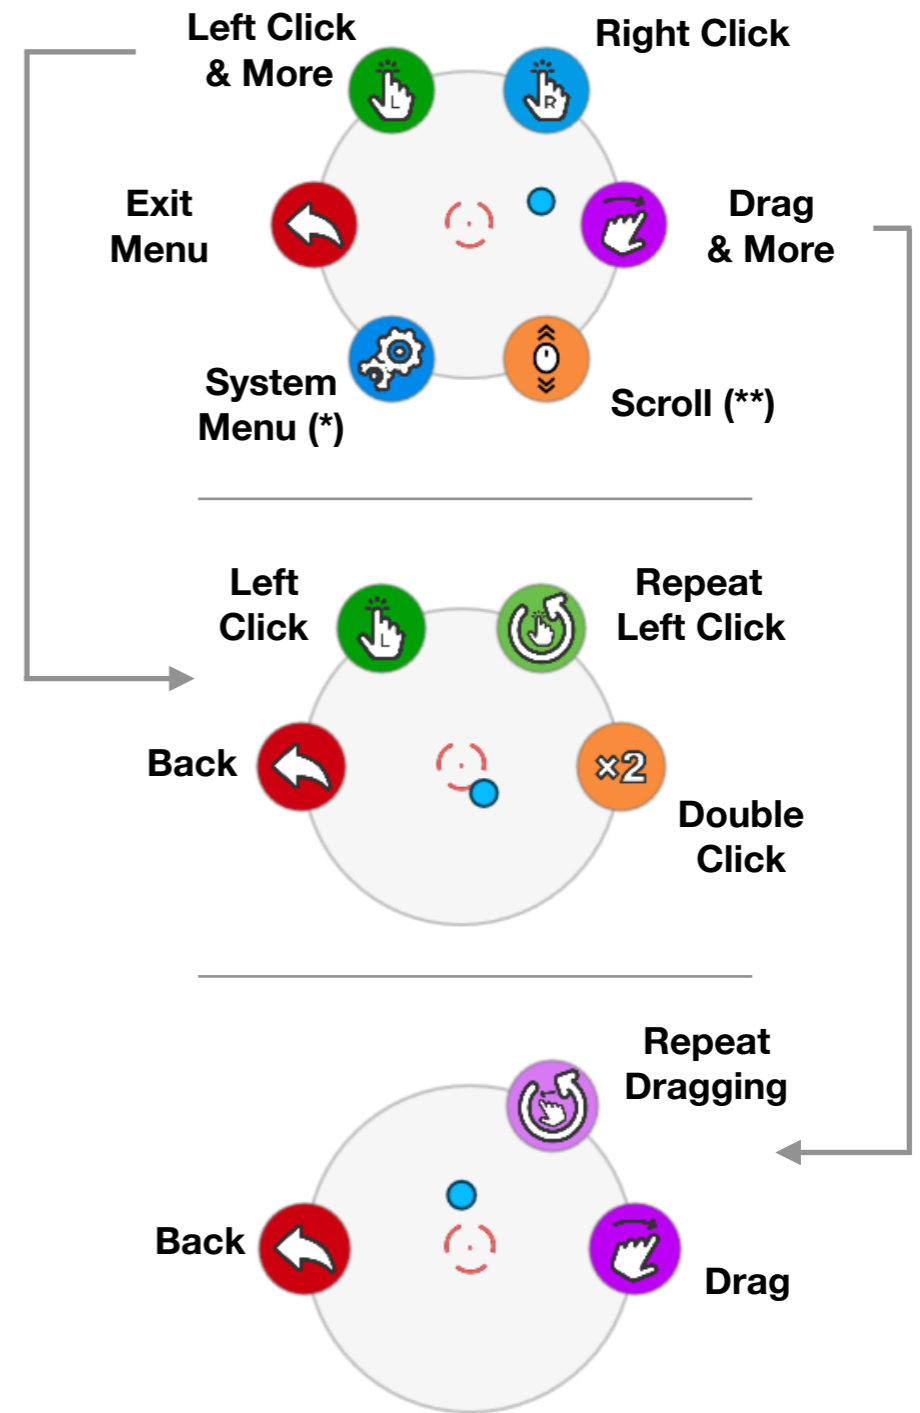 Left Click
& More
Right Click
L
R
Exit
Menu
Drag
& More
System
Menu (*)
Scroll (**)
Left
Click
Repeat
Left Click
L
Back
×2
Double
Click
Repeat
Dragging
Back
Drag